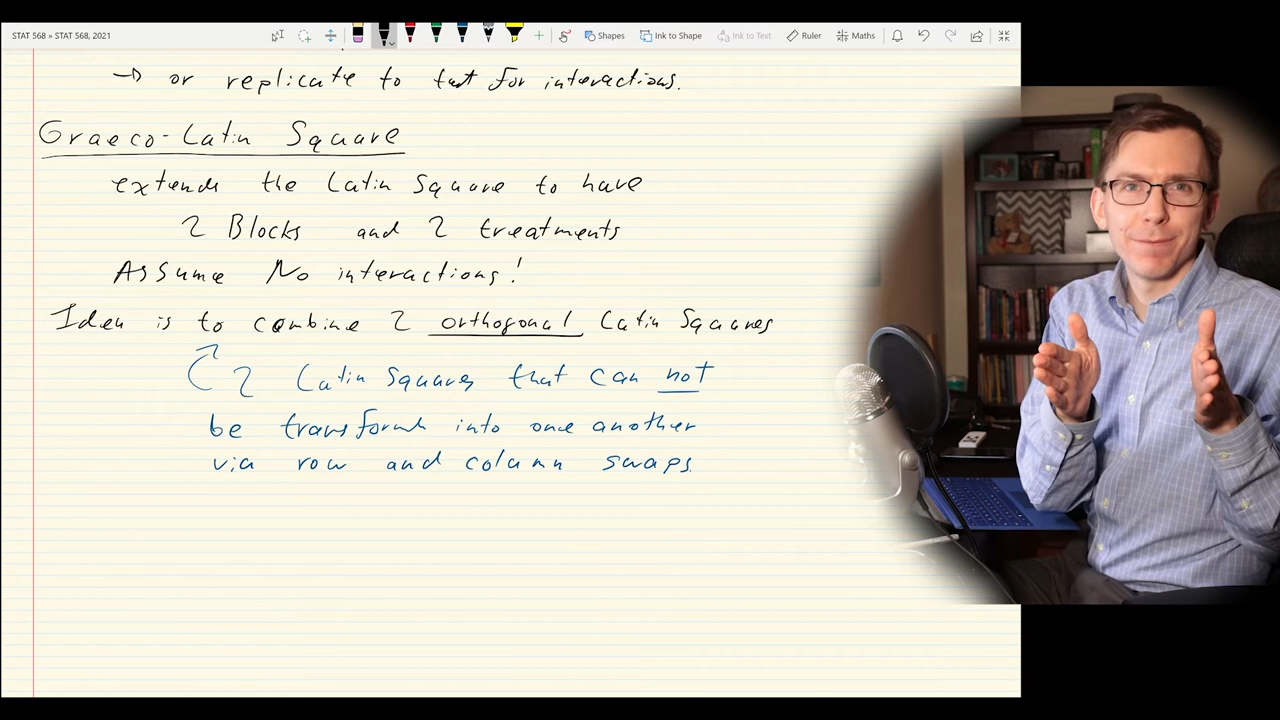 STAT 568 » STAT 568, 2021
Shapes Ink to Shape Ink to Text Ruler Maths
→ or replicate to test for interactions.
Graeco-Latin Square
extends the Latin Square to have
2 Blocks and 2 treatments
Assume No interactions!
Idea is to combine 2 orthogonal Latin Squares
2 Latin Squares that can not
be transformed into one another
via row and column swaps.